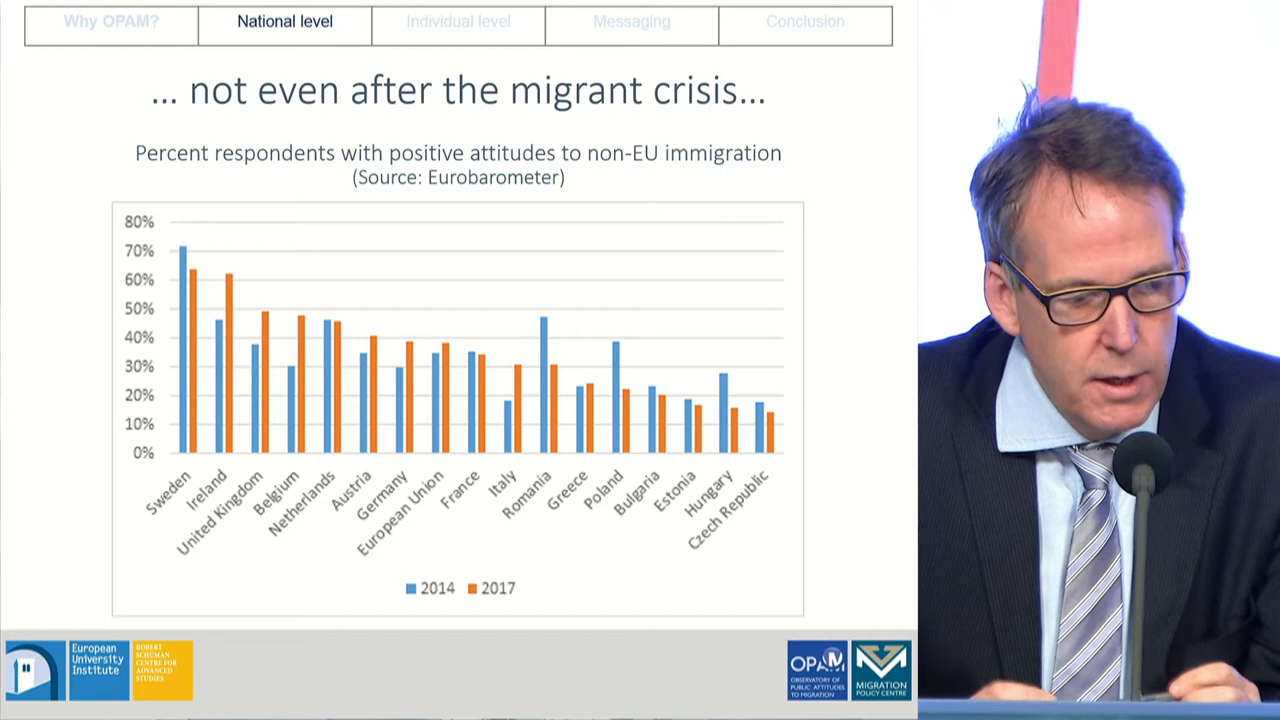 Why OPAM?
National level
Individual level
Messaging
Conclusion
... not even after the migrant crisis...
Percent respondents with positive attitudes to non-EU immigration
(Source: Eurobarometer)
80%
70%
60%
50%
40%
30%
20%
10%
0%
Sweden
Ireland
United Kingdom
Belgium
Netherlands
Austria
Germany
European Union
France
Italy
Romania
Greece
Poland
Bulgaria
Estonia
Hungary
Czech Republic
2014
2017
European
University
Institute
ROBERT
SCHUMAN
CENTRE FOR
ADVANCED
STUDIES
OPAM
OBSERVATORY OF
PUBLIC ATTITUDES
TO MIGRATION
MIGRATION
POLICY CENTRE